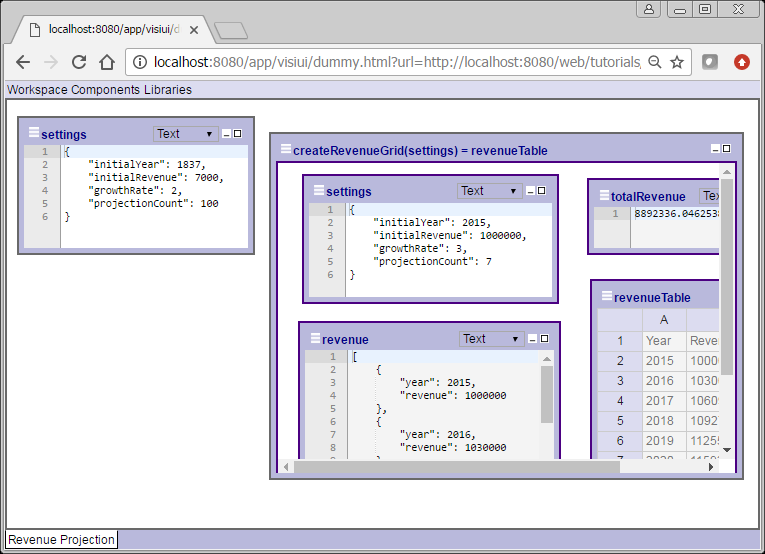 localhost:8080/app/visiui/d
localhost:8080/app/visiui/dummy.html?url=http://localhost:8080/web/tutorials
Workspace Components Libraries
settings
Text
1 {
2 "initialYear": 1837,
3 "initialRevenue": 7000,
4 "growthRate": 2,
5 "projectionCount": 100
6 }
createRevenueGrid(settings) = revenueTable
settings
Text
1 {
2 "initialYear": 2015,
3 "initialRevenue": 1000000,
4 "growthRate": 3,
5 "projectionCount": 7
6 }
totalRevenue
Tex
1 8892336.046253
revenue
Text
1 [
2 {
3 "year": 2015,
4 "revenue": 1000000
5 },
6 {
7 "year": 2016,
8 "revenue": 1030000
revenueTable
A
1 Year Reven
2 2015 1000
3 2016 1030
4 2017 1060
5 2018 1092
6 2019 1125
7 2020 1159
Revenue Projection